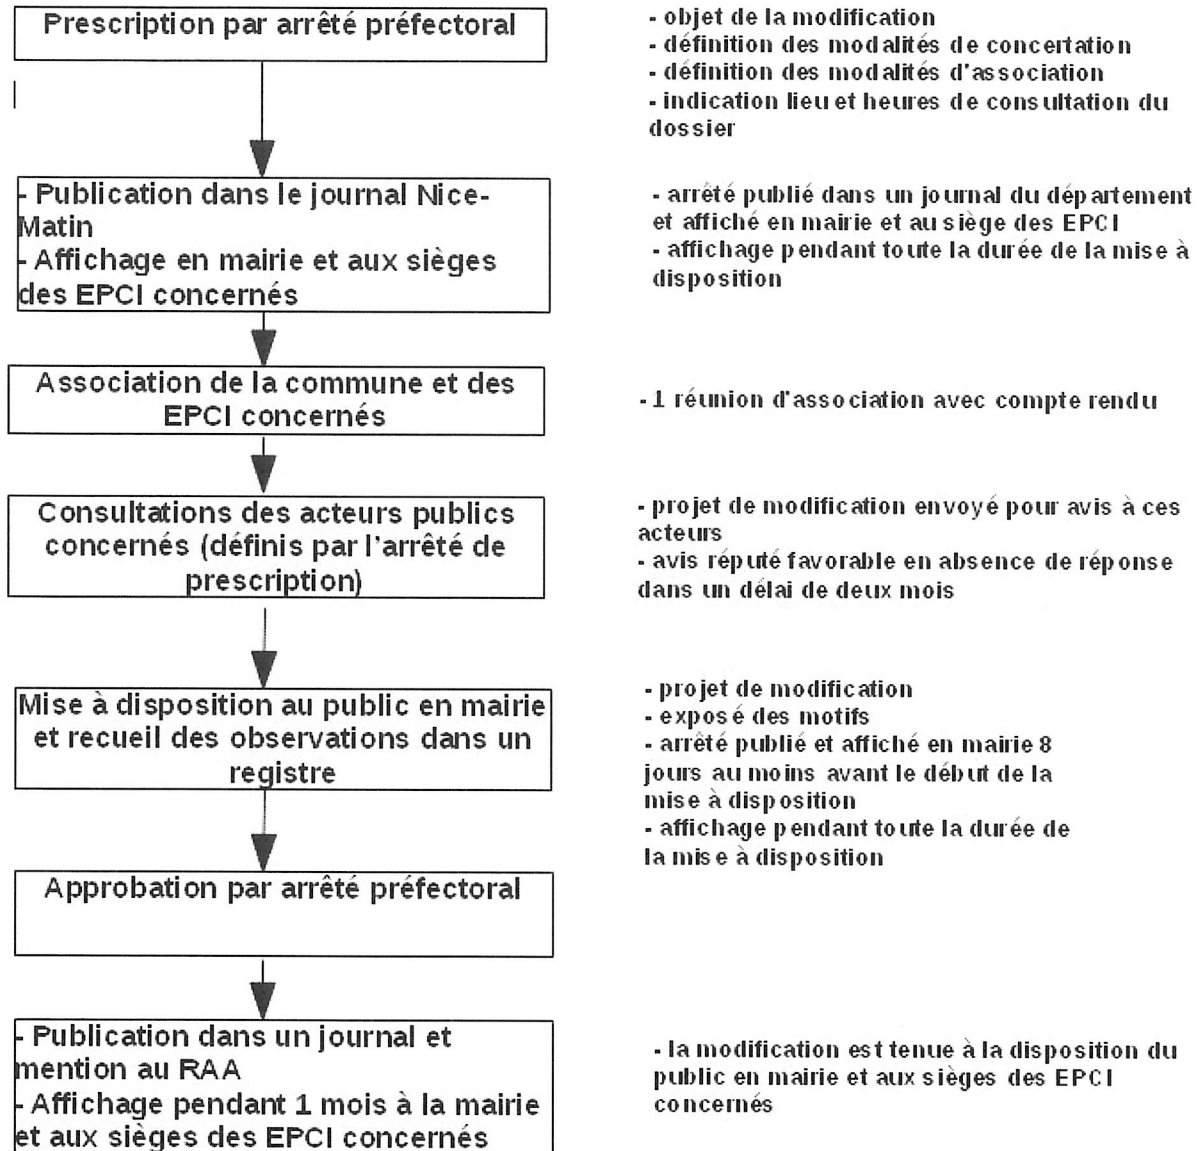 Prescription par arrêté préfectoral
- objet de la modification
- définition des modalités de concertation
- définition des modalités d'association
- indication lieu et heures de consultation du
dossier
- Publication dans le journal Nice-
Matin
- Affichage en mairie et aux sièges
des EPCI concernés
- arrêté publié dans un journal du département
et affiché en mairie et au siège des EPCI
- affichage pendant toute la durée de la mise à
disposition
Association de la commune et des
EPCI concernés
- 1 réunion d'association avec compte rendu
Consultations des acteurs publics
concernés (définis par l'arrêté de
prescription)
- projet de modification envoyé pour avis à ces
acteurs
- avis réputé favorable en absence de réponse
dans un délai de deux mois
Mise à disposition au public en mairie
et recueil des observations dans un
registre
- projet de modification
- exposé des motifs
- arrêté publié et affiché en mairie 8
jours au moins avant le début de la
mise à disposition
- affichage pendant toute la durée de
la mise à disposition
Approbation par arrêté préfectoral
- Publication dans un journal et
mention au RAA
- Affichage pendant 1 mois à la mairie
et aux sièges des EPCI concernés
- la modification est tenue à la disposition du
public en mairie et aux sièges des EPCI
concernés